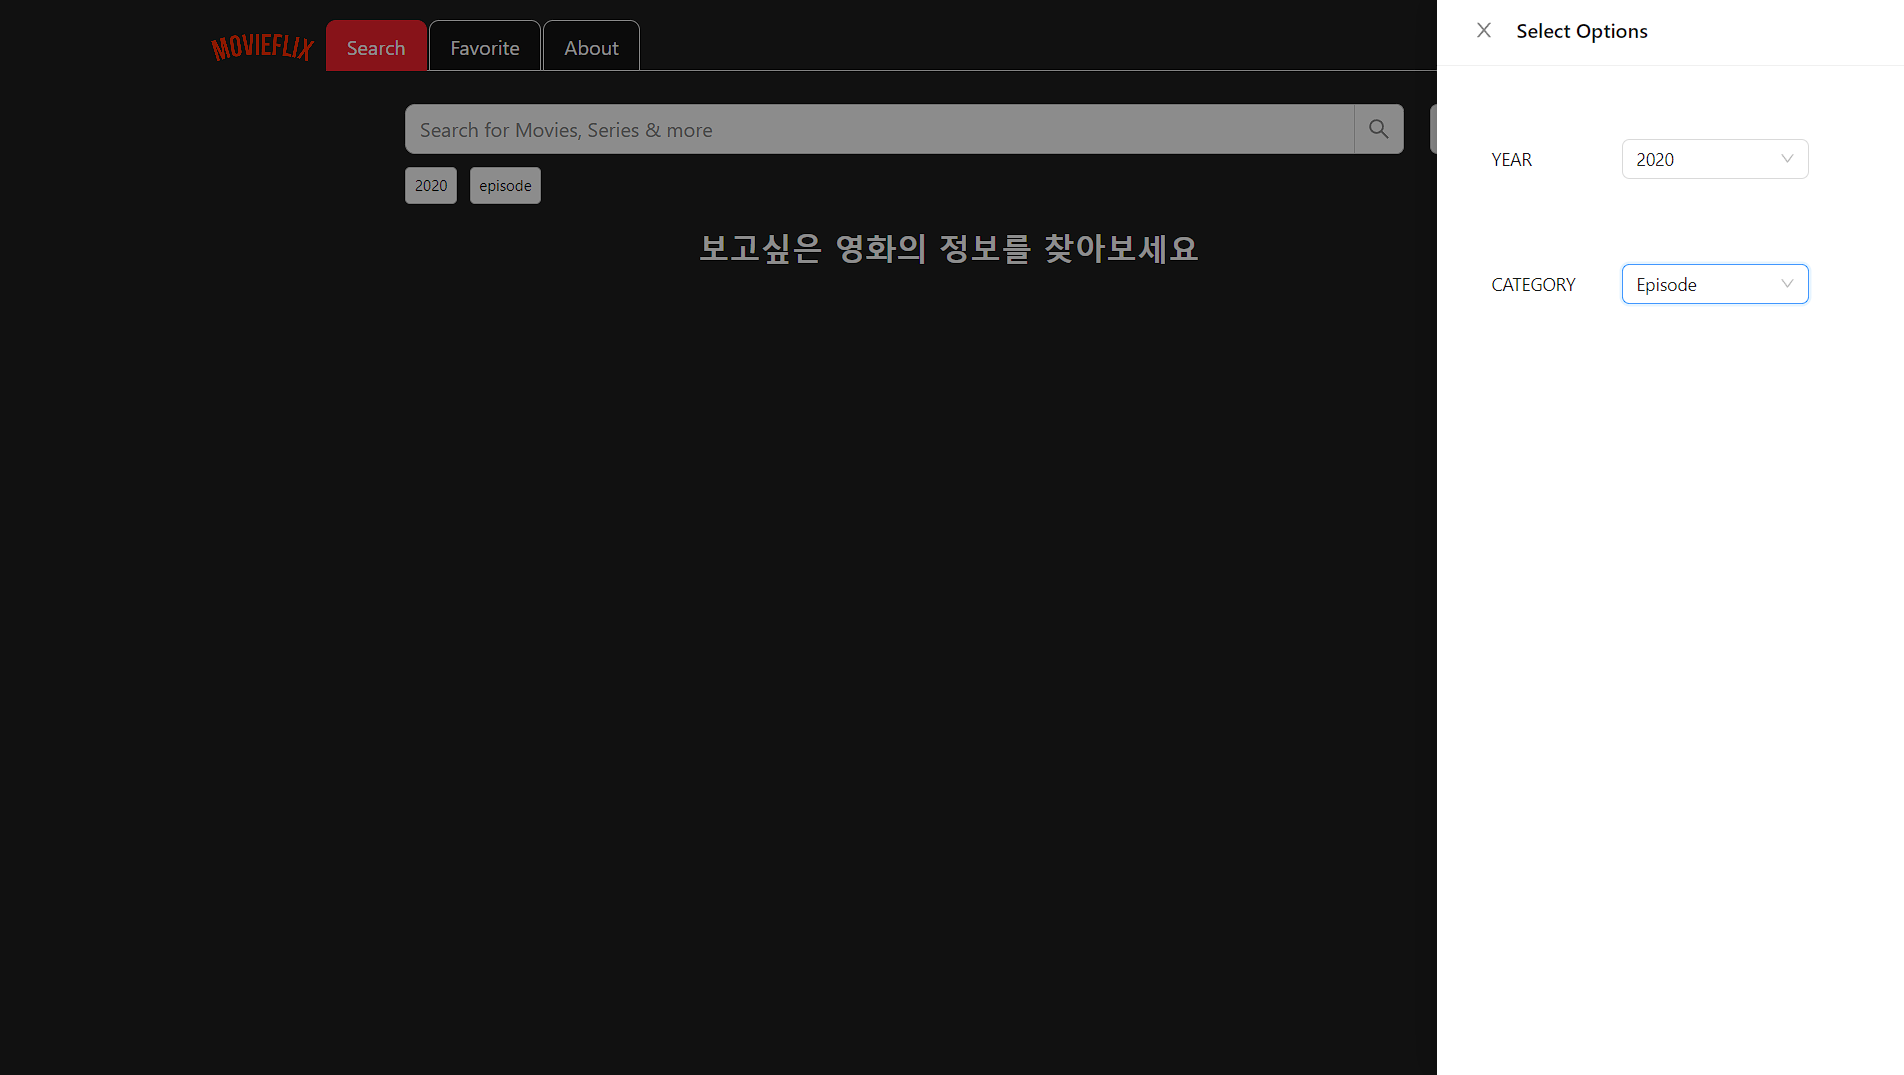 MOVIEFLIX
Search
Favorite
About
Search for Movies, Series & more
2020
episode
보고싶은 영화의 정보를 찾아보세요
Select Options
YEAR
2020
CATEGORY
Episode